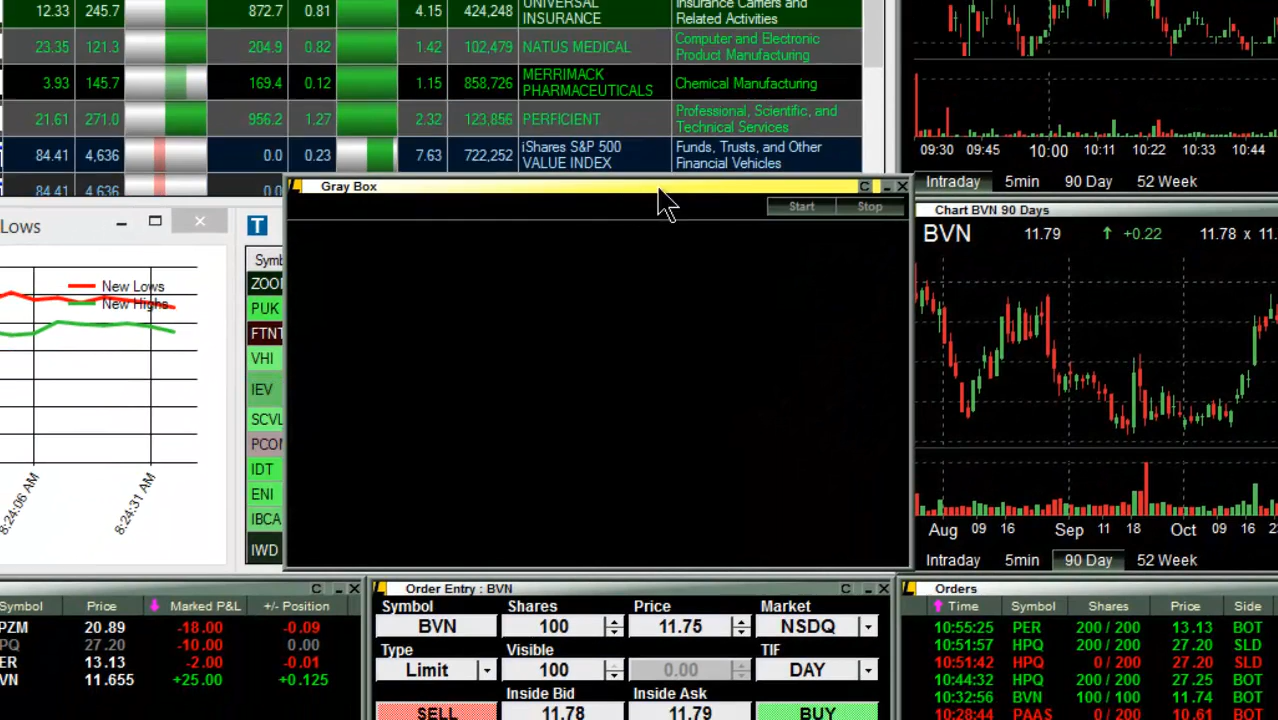 12.33 245.7 872.7 0.81 4.15 424,248 UNIVERSAL INSURANCE Insurance Carriers and Related Activities
23.35 121.3 204.9 0.82 1.42 102,479 NATUS MEDICAL Computer and Electronic Product Manufacturing
3.93 145.7 169.4 0.12 1.15 858,726 MERRIMACK PHARMACEUTICALS Chemical Manufacturing
21.61 271.0 956.2 1.27 2.32 123,856 PERFICIENT Professional, Scientific, and Technical Services
84.41 4,636 0.0 0.23 7.63 722,252 iShares S&P 500 VALUE INDEX Funds, Trusts, and Other Financial Vehicles
84.41 4,636 0.0
09:30 09:45 10:00 10:11 10:22 10:33 10:44
Intraday 5min 90 Day 52 Week
Gray Box C
Start Stop
Lows
New Lows
New Highs
8:24:06 AM 8:24:31 AM
T
Symb
ZOO
PUK
FTNT
VHI
IEV
SCVL
PCO
IDT
ENI
IBCA
IWD
Chart BVN 90 Days
BVN 11.79 +0.22 11.78 x 11.
Aug 09 16 Sep 11 18 Oct 09 16 23
Intraday 5min 90 Day 52 Week
C
Symbol Price Marked P&L +/- Position
PZM 20.89 -18.00 -0.09
PQ 27.20 -10.00 0.00
ER 13.13 -2.00 -0.01
VN 11.655 +25.00 +0.125
Order Entry : BVN C
Symbol Shares Price Market
BVN 100 11.75 NSDQ
Type Visible TIF
Limit 100 0.00 DAY
Inside Bid Inside Ask
SELL 11.78 11.79 BUY
Orders
Time Symbol Shares Price Side
10:55:25 PER 200 / 200 13.13 BOT
10:51:57 HPQ 200 / 200 27.20 SLD
10:51:42 HPQ 0 / 200 27.20 SLD
10:44:32 HPQ 200 / 200 27.25 BOT
10:32:56 BVN 100 / 100 11.74 BOT
10:28:44 PAAS 0 / 200 10.61 BOT